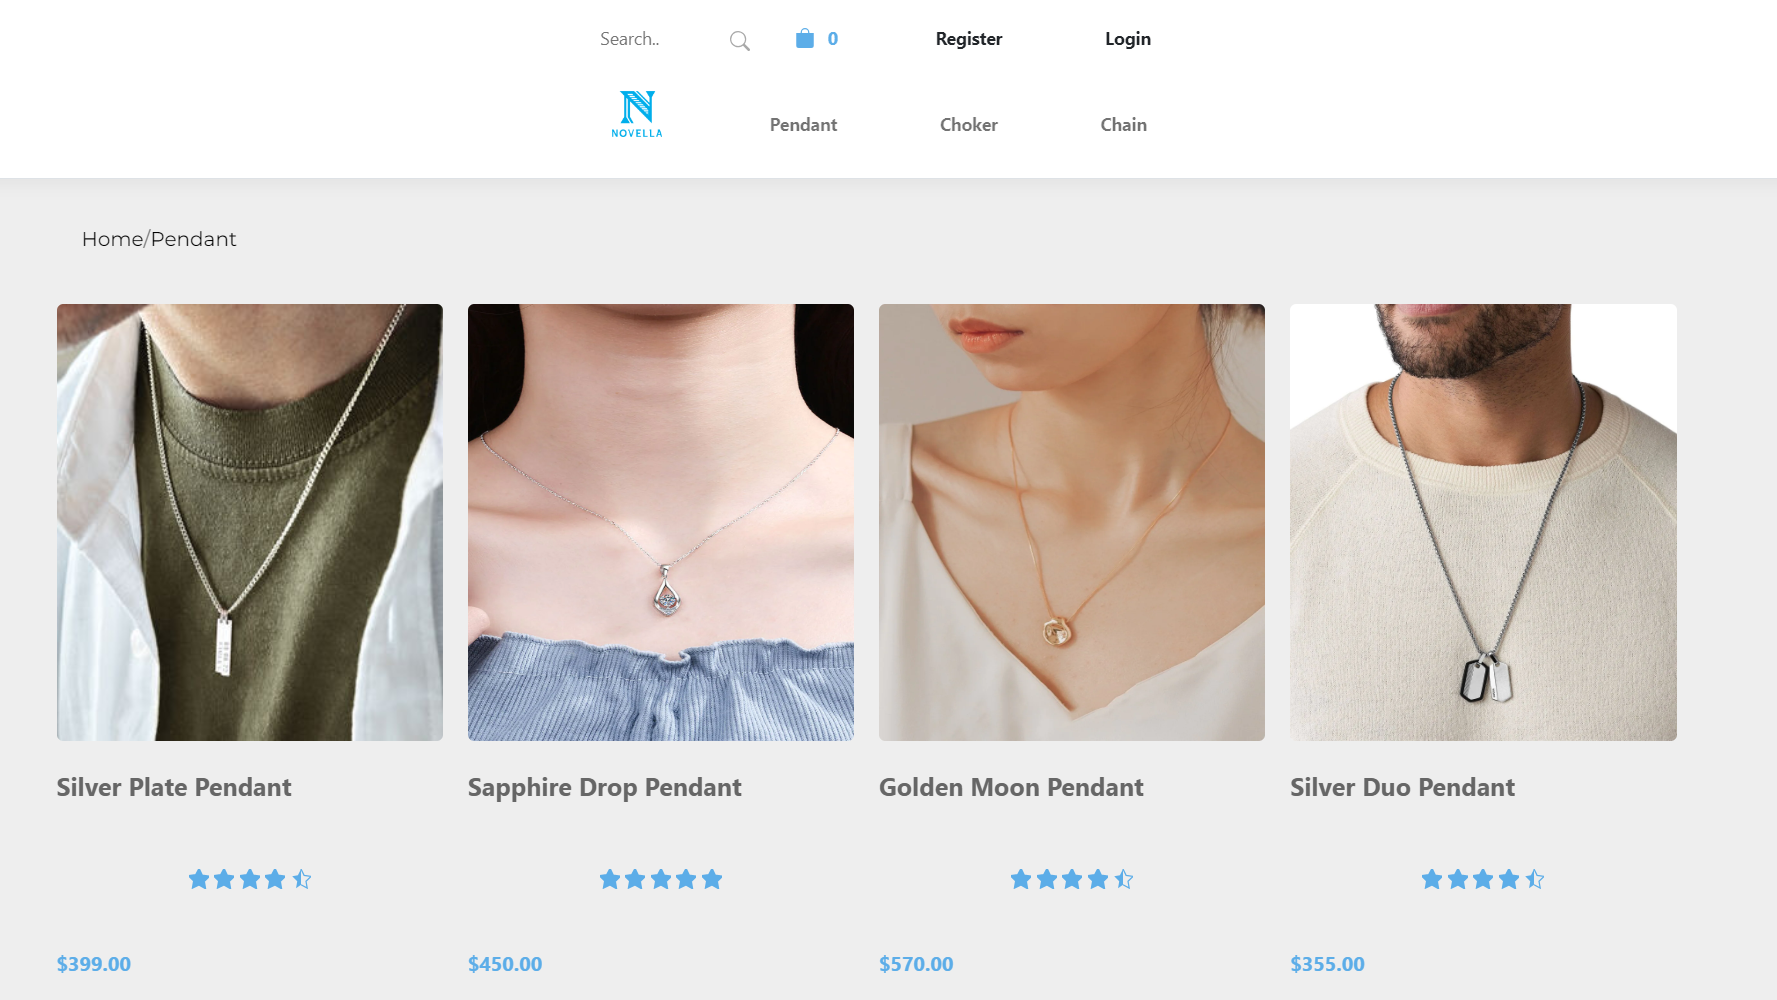 Search.. 0 Register Login
NOVELLA
Pendant Choker Chain
Home/Pendant
Silver Plate Pendant
Sapphire Drop Pendant
Golden Moon Pendant
Silver Duo Pendant
$399.00
$450.00
$570.00
$355.00